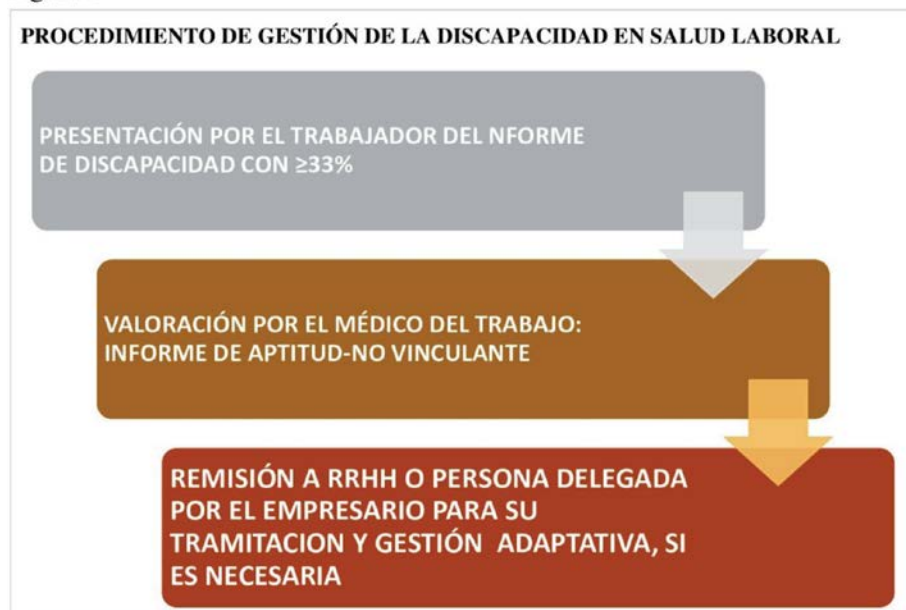 PROCEDIMIENTO DE GESTIÓN DE LA DISCAPACIDAD EN SALUD LABORAL
PRESENTACIÓN POR EL TRABAJADOR DEL NFORME
DE DISCAPACIDAD CON ≥33%
VALORACIÓN POR EL MÉDICO DEL TRABAJO:
INFORME DE APTITUD-NO VINCULANTE
REMISIÓN A RRHH O PERSONA DELEGADA
POR EL EMPRESARIO PARA SU
TRAMITACION Y GESTIÓN ADAPTATIVA, SI
ES NECESARIA